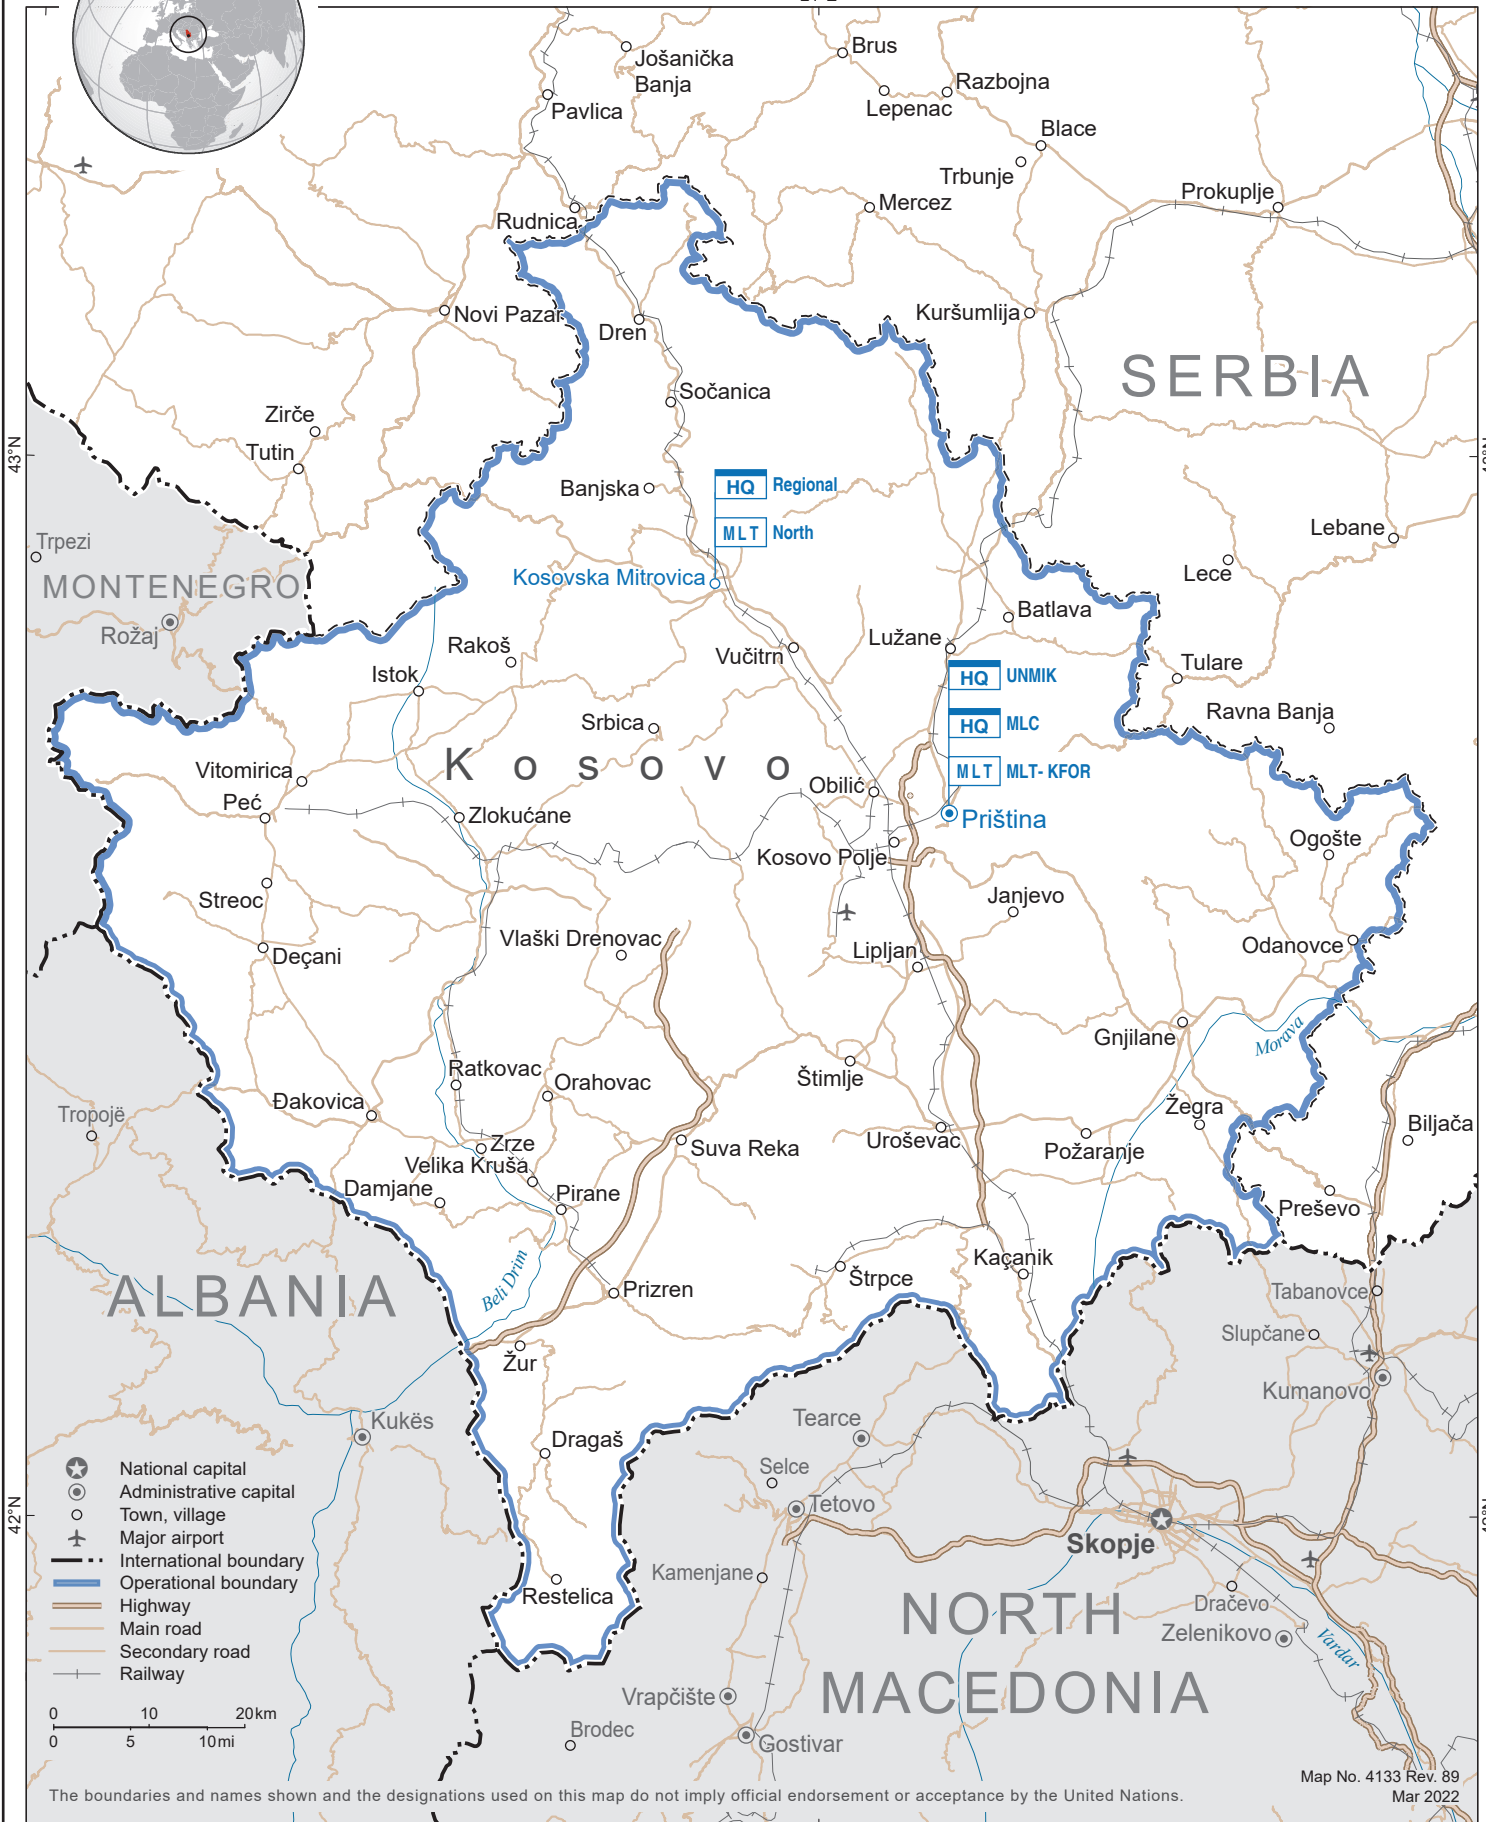 Jošanička
Banja
Brus
Pavlica
Lepenac
Razbojna
Blace
Trbunje
Mercez
Prokuplje
Rudnica
Novi Pazar
Dren
Kuršumlija
SERBIA
Sočanica
Zirče
Tutin
43°N
Banjska
HQ Regional
MLT North
Lebane
Trpezi
Lece
MONTENEGRO
Kosovska Mitrovica
Batlava
Rožaj
Rakoš
Vučitrn
Lužane
Istok
HQ UNMIK
Tulare
Srbica
HQ MLC
Ravna Banja
Kosovo
Vitomirica
MLT MLT-KFOR
Obilić
Peć
Zlokućane
Priština
Ogošte
Kosovo Polje
Streoc
Janjevo
Vlaški Drenovac
Deçani
Lipljan
Odanovce
Gnjilane
Morava
Ratkovac
Orahovac
Štimlje
Đakovica
Tropojë
Žegra
Biljača
Zrze
Suva Reka
Uroševac
Požaranje
Velika Kruša
Damjane
Pirane
Preševo
Kaçanik
Beli Drim
Štrpce
ALBANIA
Prizren
Tabanovce
Slupčane
Žur
Kumanovo
Kukës
Tearce
Dragaš
Selce
Tetovo
42°N
Skopje
Kamenjane
Restelica
NORTH
MACEDONIA
Dračevo
Zelenikovo
Vardar
Vrapčište
Brodec
Gostivar
National capital
Administrative capital
Town, village
Major airport
International boundary
Operational boundary
Highway
Main road
Secondary road
Railway
0 10 20km
0 5 10mi
Map No. 4133 Rev. 89
Mar 2022
The boundaries and names shown and the designations used on this map do not imply official endorsement or acceptance by the United Nations.